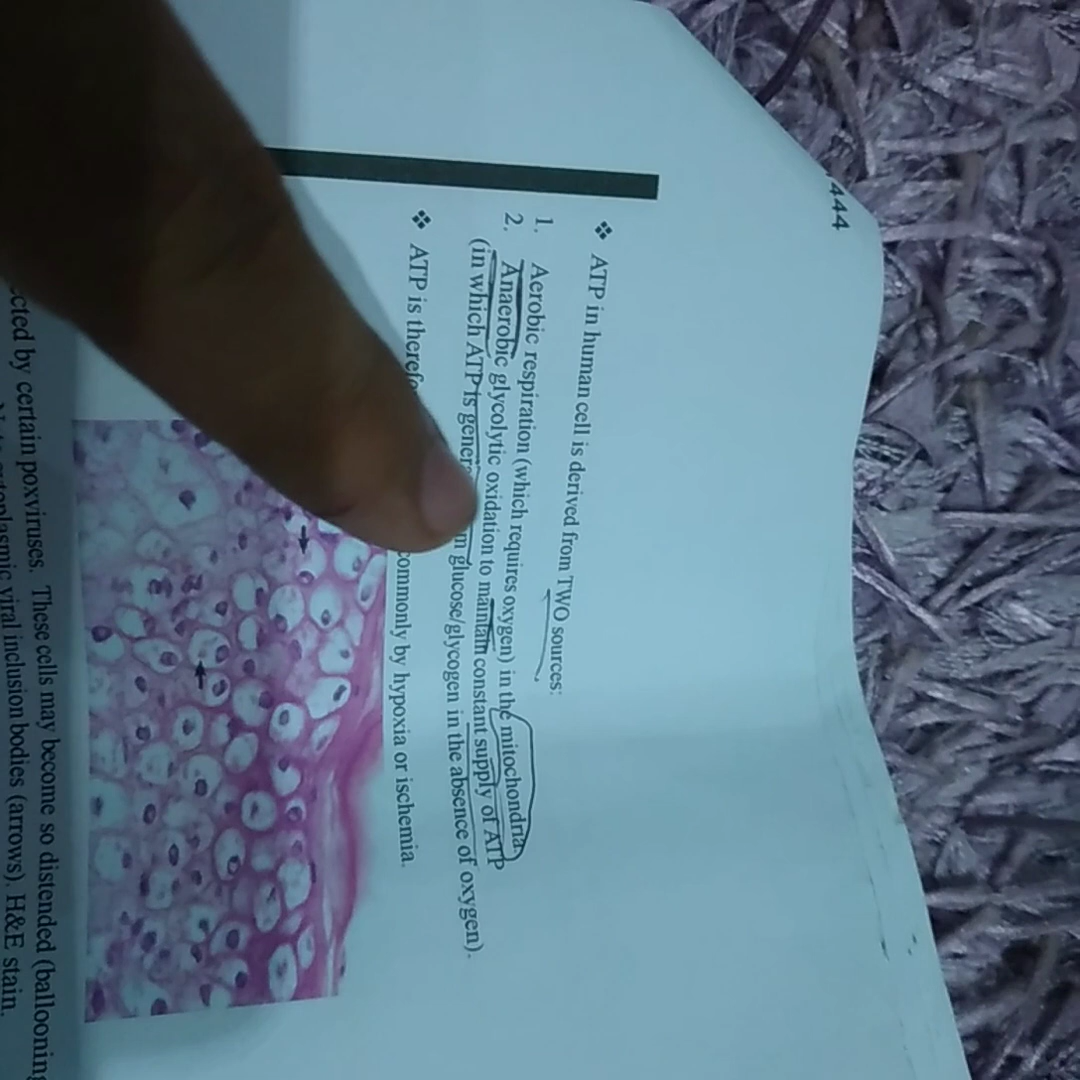 444
❖ ATP in human cell is derived from TWO sources:
1. Aerobic respiration (which requires oxygen) in the mitochondria.
2. Anaerobic glycolytic oxidation to maintain constant supply of ATP
(in which ATP is gener m glucose/glycogen in the absence of oxygen).
❖ ATP is therefo commonly by hypoxia or ischemia.
ected by certain poxviruses. These cells may become so distended (ballooning
cytoplasmic viral inclusion bodies (arrows). H&E stain.